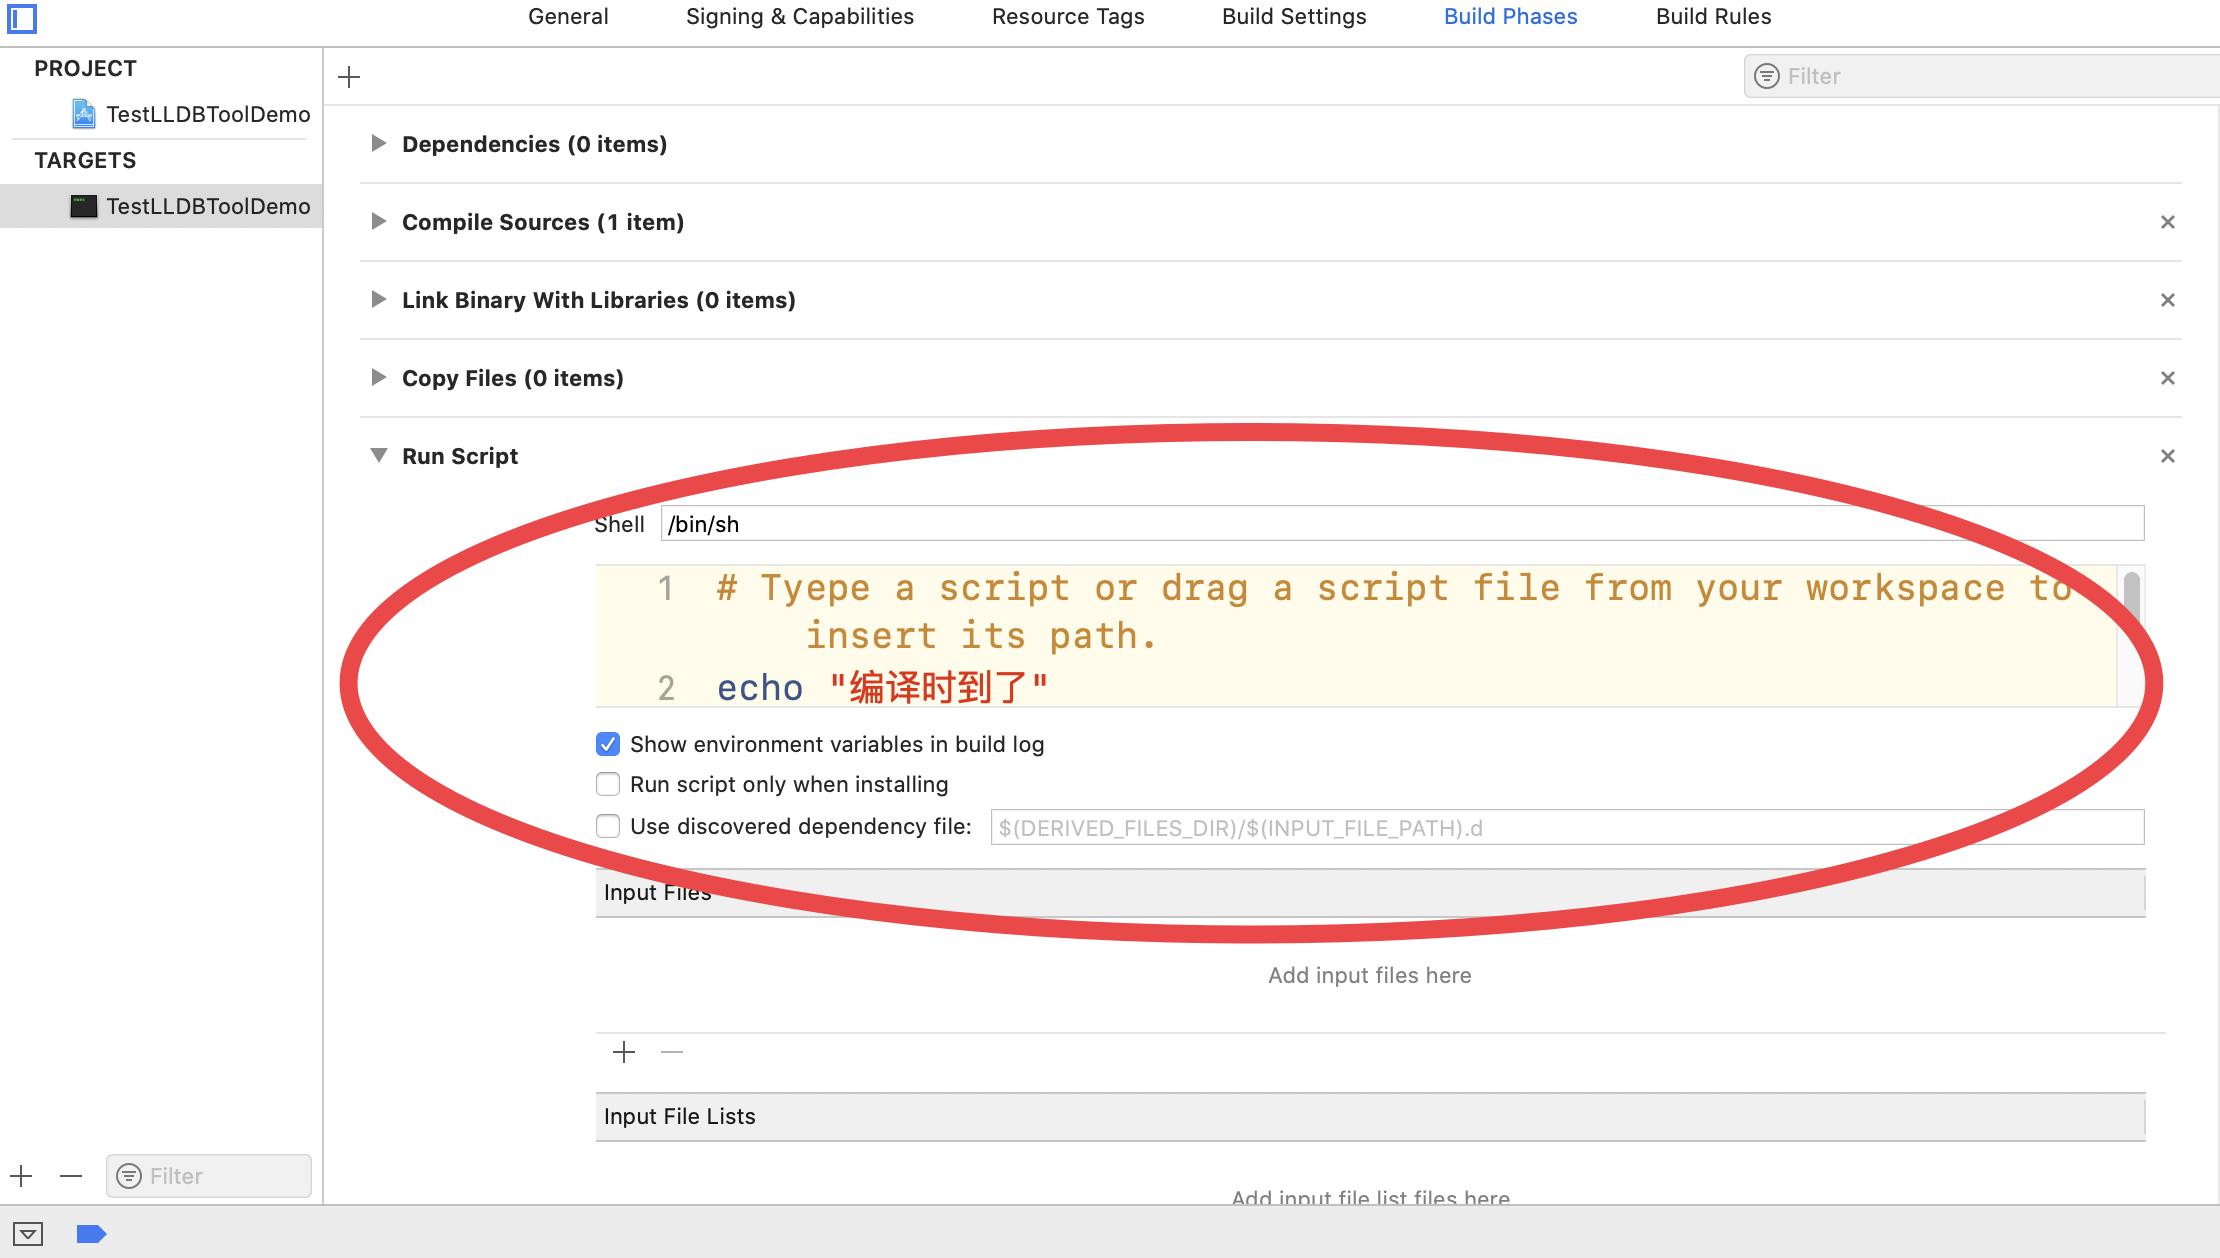 General Signing & Capabilities Resource Tags Build Settings Build Phases Build Rules
PROJECT
TestLLDBToolDemo
TARGETS
TestLLDBToolDemo
Filter
Dependencies (0 items)
Compile Sources (1 item)
Link Binary With Libraries (0 items)
Copy Files (0 items)
Run Script
Shell /bin/sh
1 # Tyepe a script or drag a script file from your workspace to
insert its path.
2 echo "编译时到了"
Show environment variables in build log
Run script only when installing
Use discovered dependency file: $(DERIVED_FILES_DIR)/$(INPUT_FILE_PATH).d
Input Files
Add input files here
Input File Lists
Add input file list files here
Filter